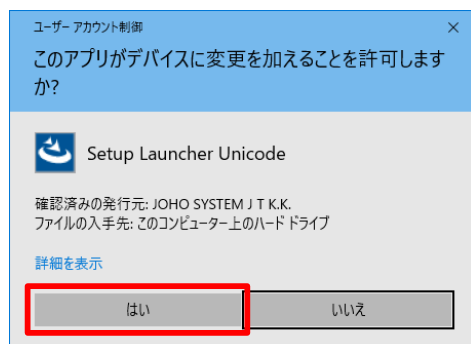 ユーザー アカウント制御
×
このアプリがデバイスに変更を加えることを許可します
か?
Setup Launcher Unicode
確認済みの発行元: JOHO SYSTEM J T K.K.
ファイルの入手先: このコンピューター上のハード ドライブ
詳細を表示
はい
いいえ